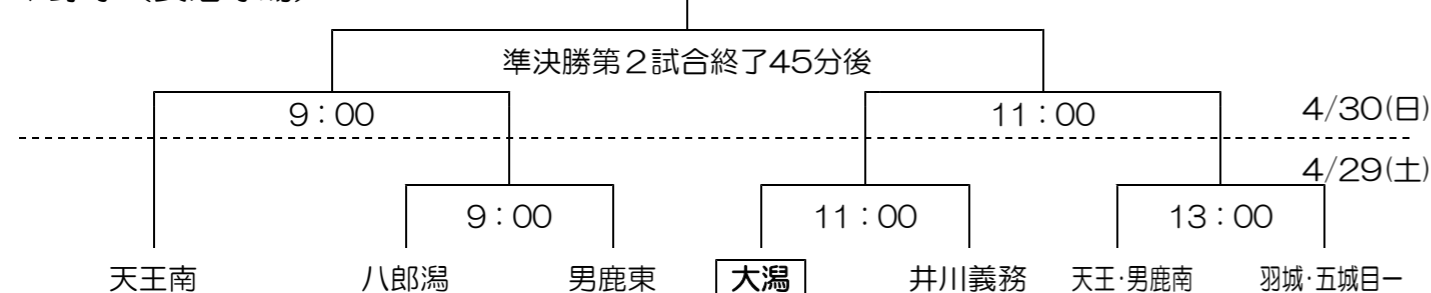 準決勝第２試合終了45分後
9：00 11：00 4/30(日)
4/29(土)
9：00 11：00 13：00
天王南 八郎潟 男鹿東 大潟 井川義務 天王･男鹿南 羽城･五城目一